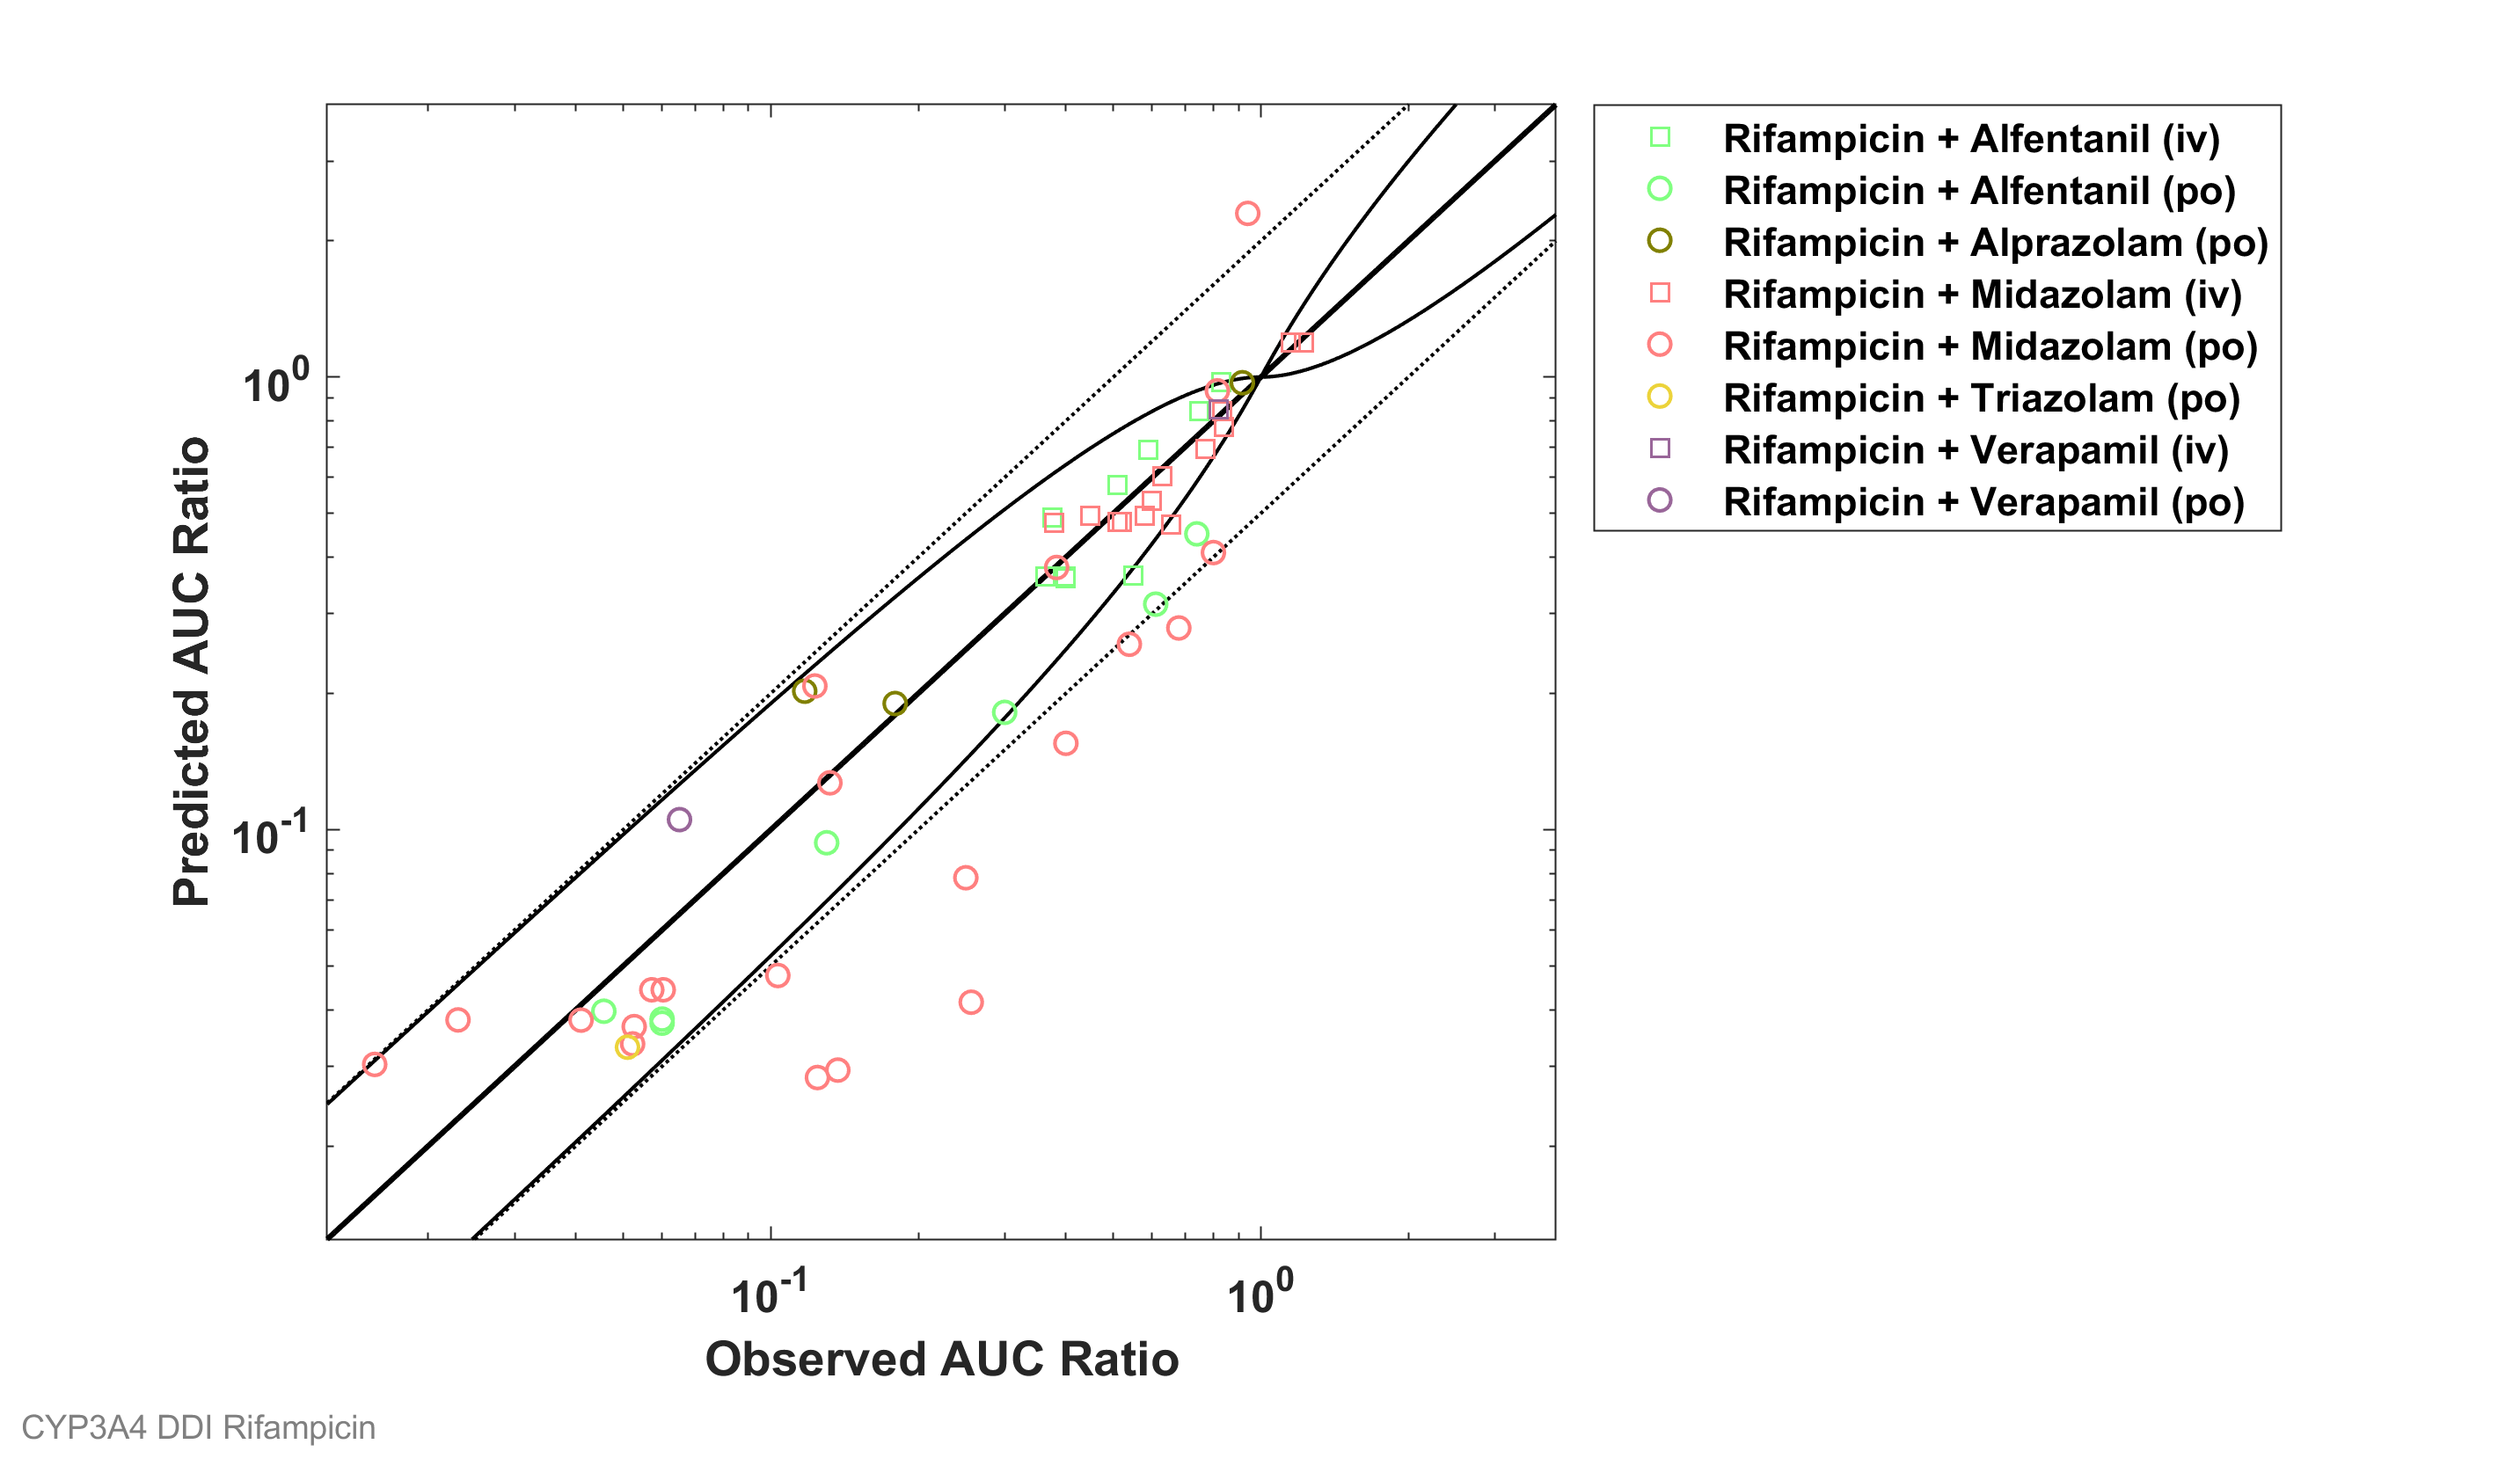 Rifampicin + Alfentanil (iv)
Rifampicin + Alfentanil (po)
Rifampicin + Alprazolam (po)
Rifampicin + Midazolam (iv)
Rifampicin + Midazolam (po)
Rifampicin + Triazolam (po)
Rifampicin + Verapamil (iv)
Rifampicin + Verapamil (po)
Predicted AUC Ratio
10^0
10^-1
10^-1
10^0
Observed AUC Ratio
CYP3A4 DDI Rifampicin